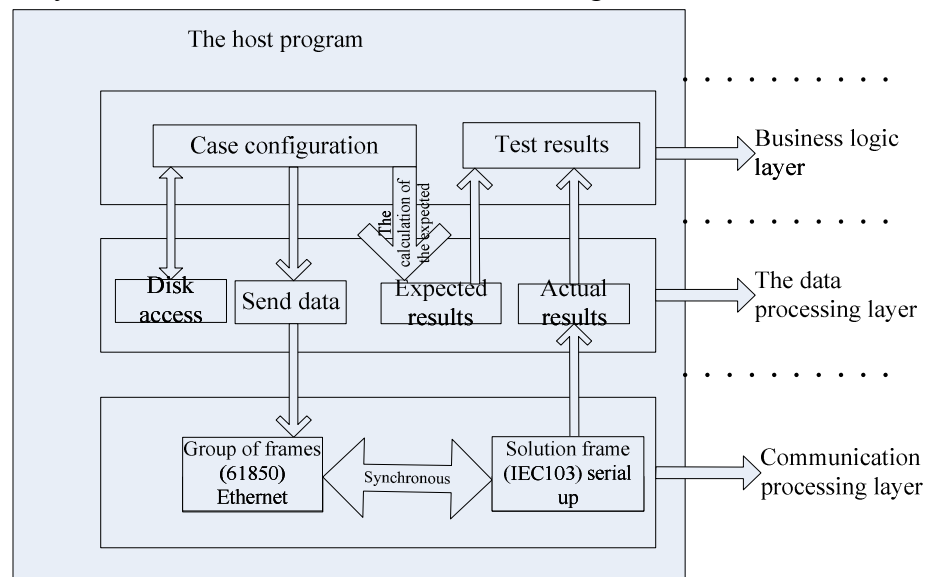 The host program
Case configuration
Test results
Business logic
layer
The
calculation of
the expected
Disk
access
Send data
Expected
results
Actual
results
The data
processing layer
Group of frames
(61850)
Ethernet
Synchronous
Solution frame
(IEC103) serial
up
Communication
processing layer